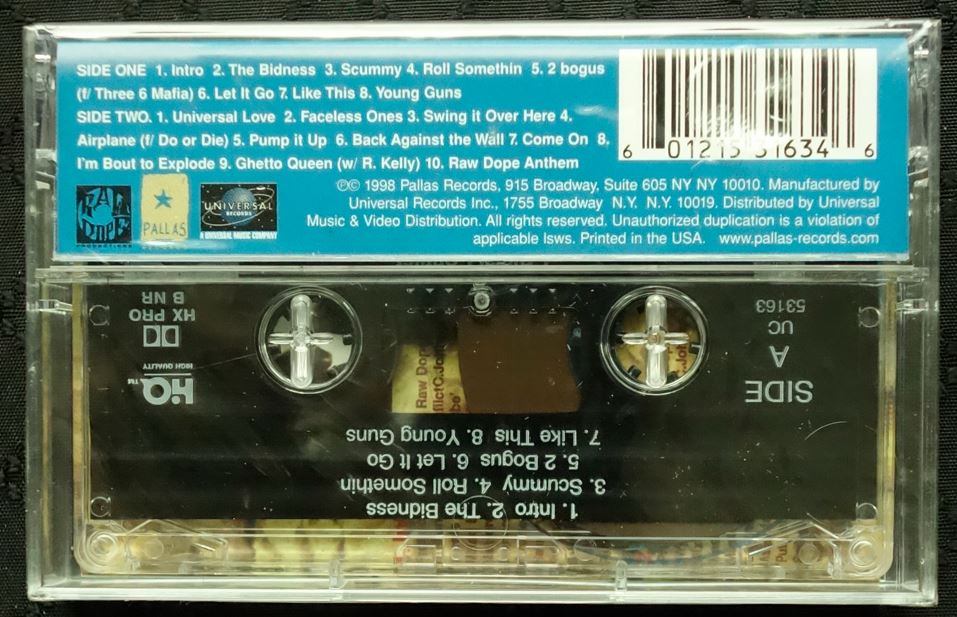 SIDE ONE 1. Intro 2. The Bidness 3. Scummy 4. Roll Somethin 5. 2 bogus
(f/ Three 6 Mafia) 6. Let It Go 7. Like This 8. Young Guns
SIDE TWO. 1. Universal Love 2. Faceless Ones 3. Swing it Over Here 4.
Airplane (f/ Do or Die) 5. Pump it Up 6. Back Against the Wall 7. Come On 8.
I'm Bout to Explode 9. Ghetto Queen (w/ R. Kelly) 10. Raw Dope Anthem
6 01215 31634 6
RAW DOPE
PRODUCTIONS
PALLAS
UNIVERSAL
RECORDS
A UNIVERSAL MUSIC COMPANY
℗© 1998 Pallas Records, 915 Broadway, Suite 605 NY NY 10010. Manufactured by
Universal Records Inc., 1755 Broadway N.Y. N.Y. 10019. Distributed by Universal
Music & Video Distribution. All rights reserved. Unauthorized duplication is a violation of
applicable lsws. Printed in the USA. www.pallas-records.com
1. Intro 2. The Bidness
3. Scummy 4. Roll Somethin
5. 2 Bogus 6. Let It Go
7. Like This 8. Young Guns
SIDE
A
UC
53163
HQ™
HIGH QUALITY
HX PRO
B NR
Raw Dop